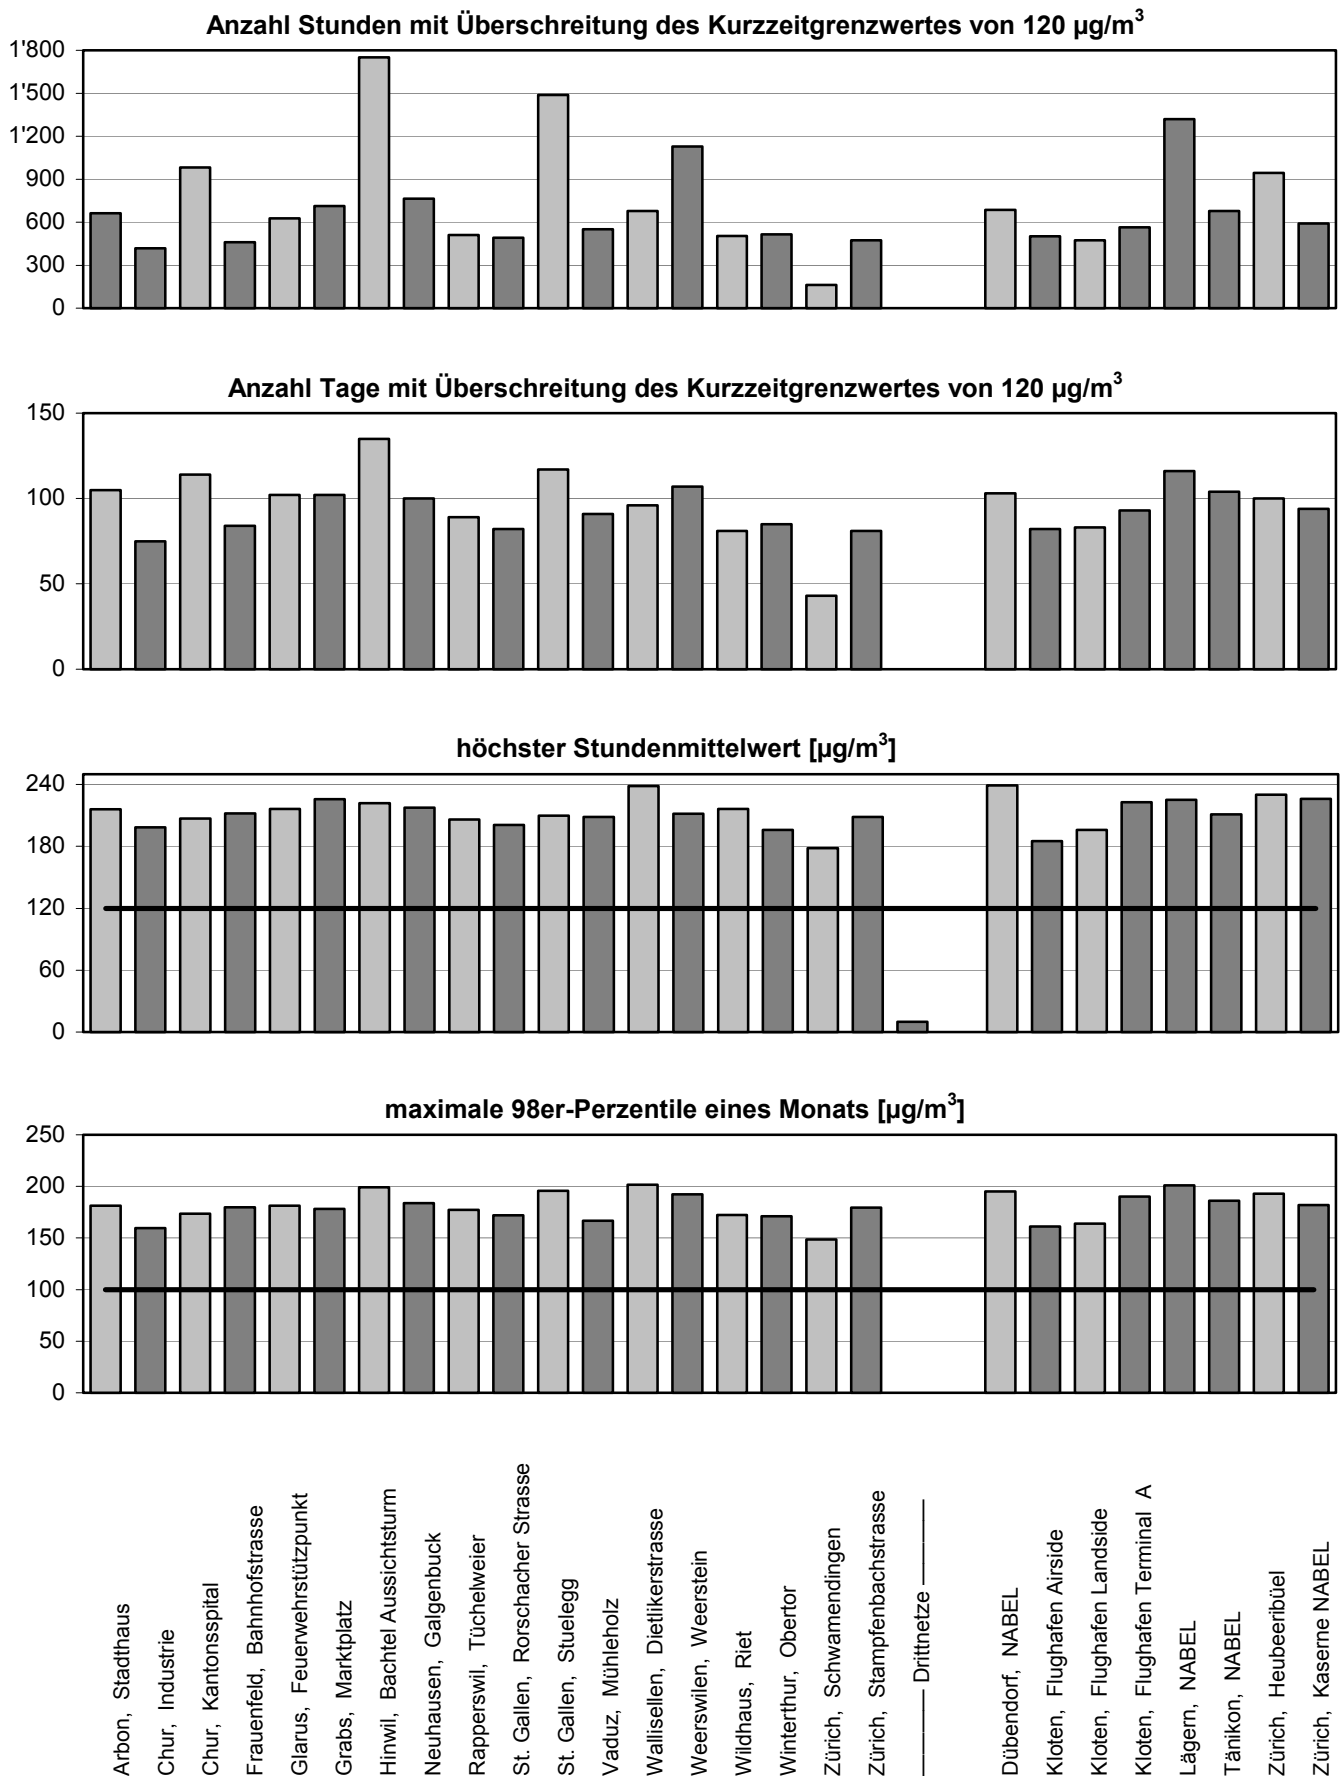 Anzahl Stunden mit Überschreitung des Kurzzeitgrenzwertes von 120 µg/m³
1'800
1'500
1'200
900
600
300
0
Anzahl Tage mit Überschreitung des Kurzzeitgrenzwertes von 120 µg/m³
150
100
50
0
höchster Stundenmittelwert [µg/m³]
240
180
120
60
0
maximale 98er-Perzentile eines Monats [µg/m³]
250
200
150
100
50
0
Arbon, Stadthaus
Chur, Industrie
Chur, Kantonsspital
Frauenfeld, Bahnhofstrasse
Glarus, Feuerwehrstützpunkt
Grabs, Marktplatz
Hinwil, Bachtel Aussichtsturm
Neuhausen, Galgenbuck
Rapperswil, Tüchelweier
St. Gallen, Rorschacher Strasse
St. Gallen, Stuelegg
Vaduz, Mühleholz
Wallisellen, Dietlikerstrasse
Weerswilen, Weerstein
Wildhaus, Riet
Winterthur, Obertor
Zürich, Schwamendingen
Zürich, Stampfenbachstrasse
Drittnetze
Dübendorf, NABEL
Kloten, Flughafen Airside
Kloten, Flughafen Landside
Kloten, Flughafen Terminal A
Lägern, NABEL
Tänikon, NABEL
Zürich, Heubeeribüel
Zürich, Kaserne NABEL